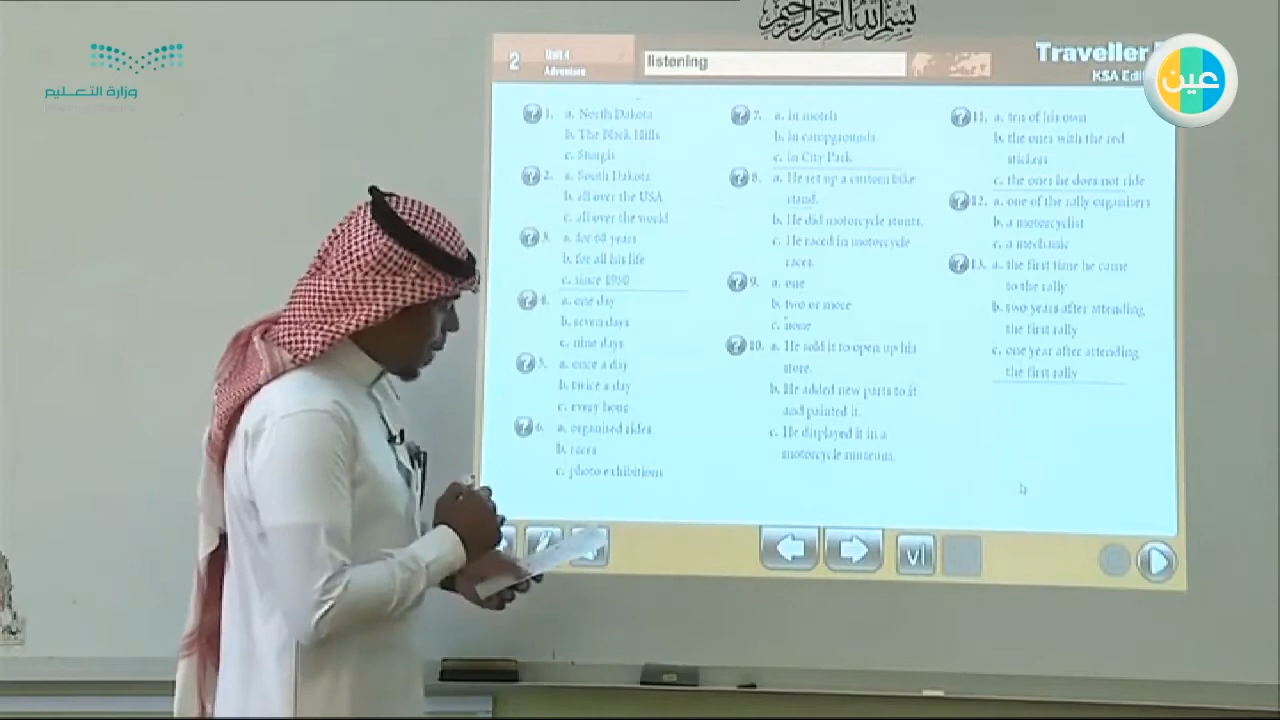 بسم الله الرحمن الرحيم
وزارة التعليم
2
Unit 4
Adventure
listening
Traveller
عين
1. a. North Dakota
b. The Black Hills
c. Sturgis
2. a. South Dakota
b. all over the USA
c. all over the world
3. a. for 60 years
b. for all his life
c. since 1950
4. a. one day
b. seven days
c. nine days
5. a. once a day
b. twice a day
c. every hour
6. a. organised rides
b. races
c. photo exhibitions
7. a. in motels
b. in campgrounds
c. in City Park
8. a. He set up a custom bike
stand.
b. He did motorcycle stunts.
c. He raced in motorcycle
races.
9. a. one
b. two or more
c. none
10. a. He sold it to open up his
store.
b. He added new parts to it
and painted it.
c. He displayed it in a
motorcycle museum.
11. a. ten of his own
b. the ones with the red
stickers
c. the ones he does not ride
12. a. one of the rally organisers
b. a motorcyclist
c. a mechanic
13. a. the first time he came
to the rally
b. two years after attending
the first rally
c. one year after attending
the first rally